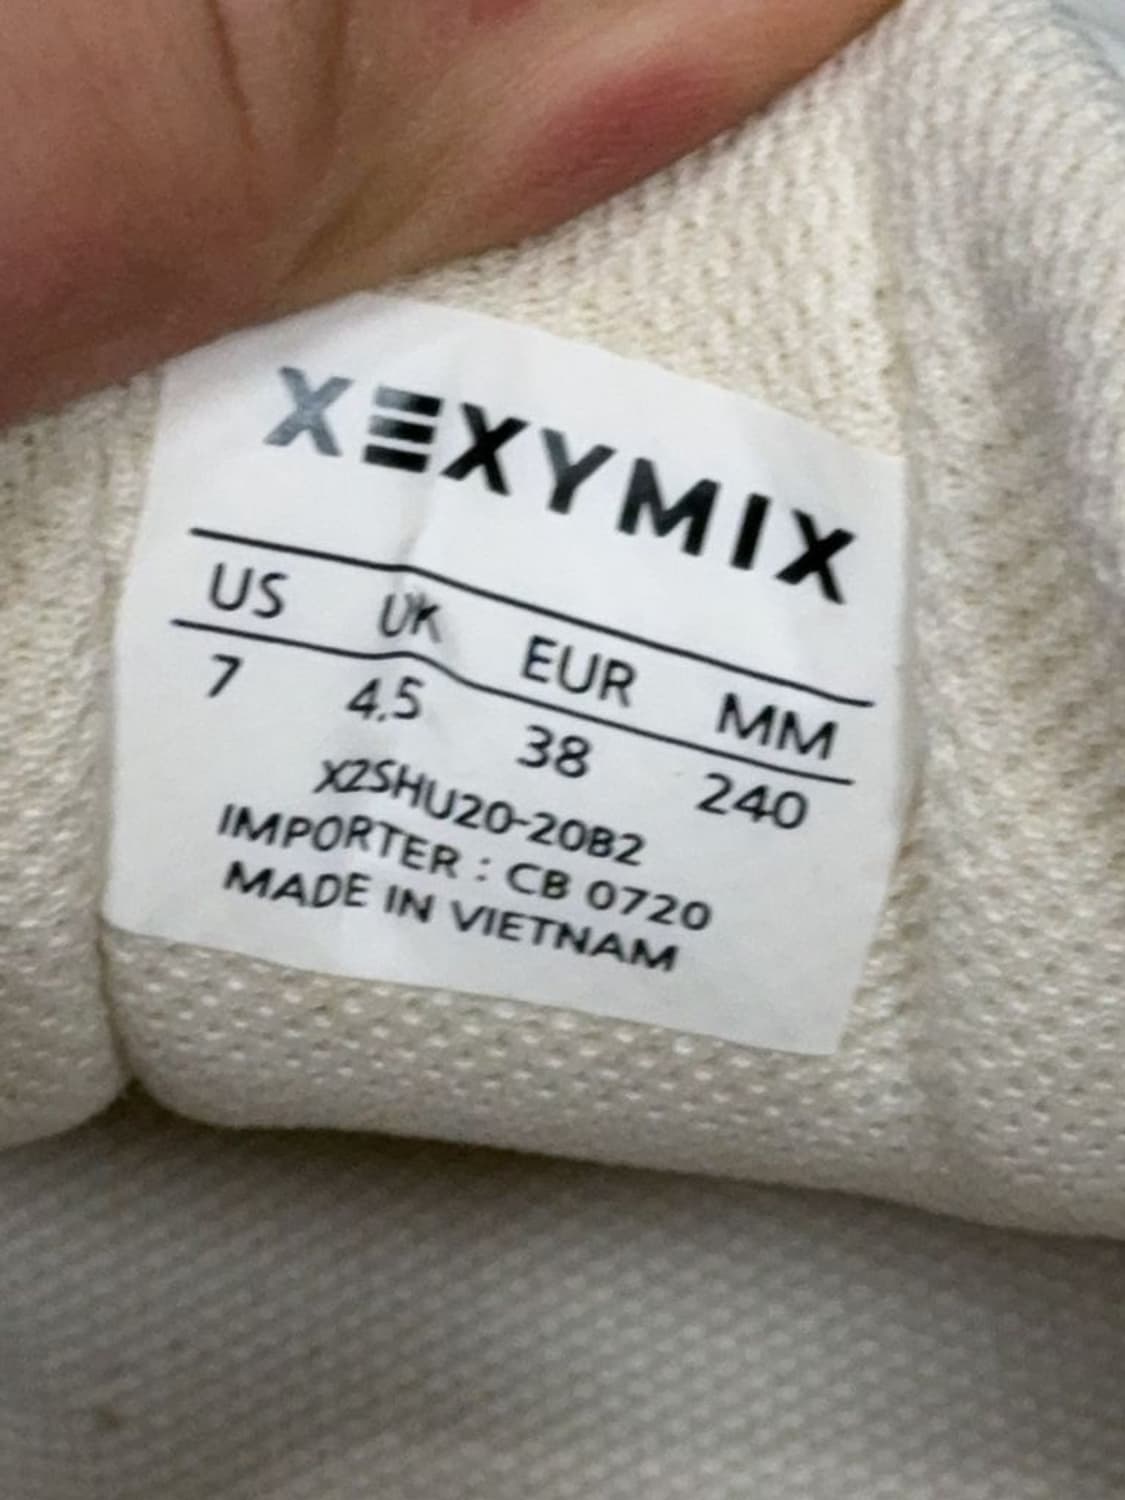 XEXYMIX
US UK EUR MM
7 4.5 38 240
X2SHU20-20B2
IMPORTER : CB 0720
MADE IN VIETNAM